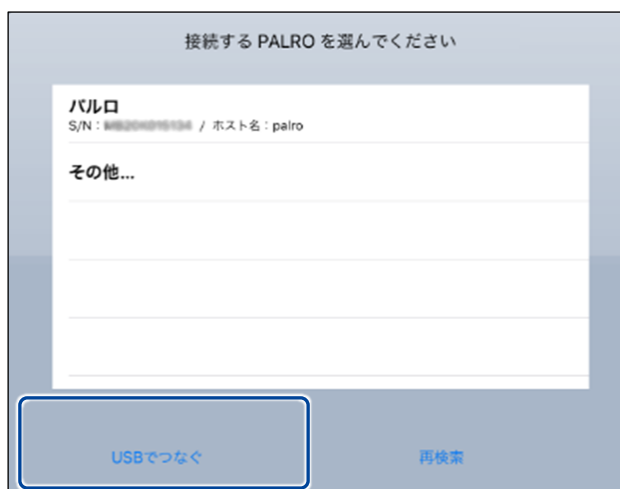 接続する PALRO を選んでください
パルロ
S/N： / ホスト名：palro
その他...
USBでつなぐ
再検索